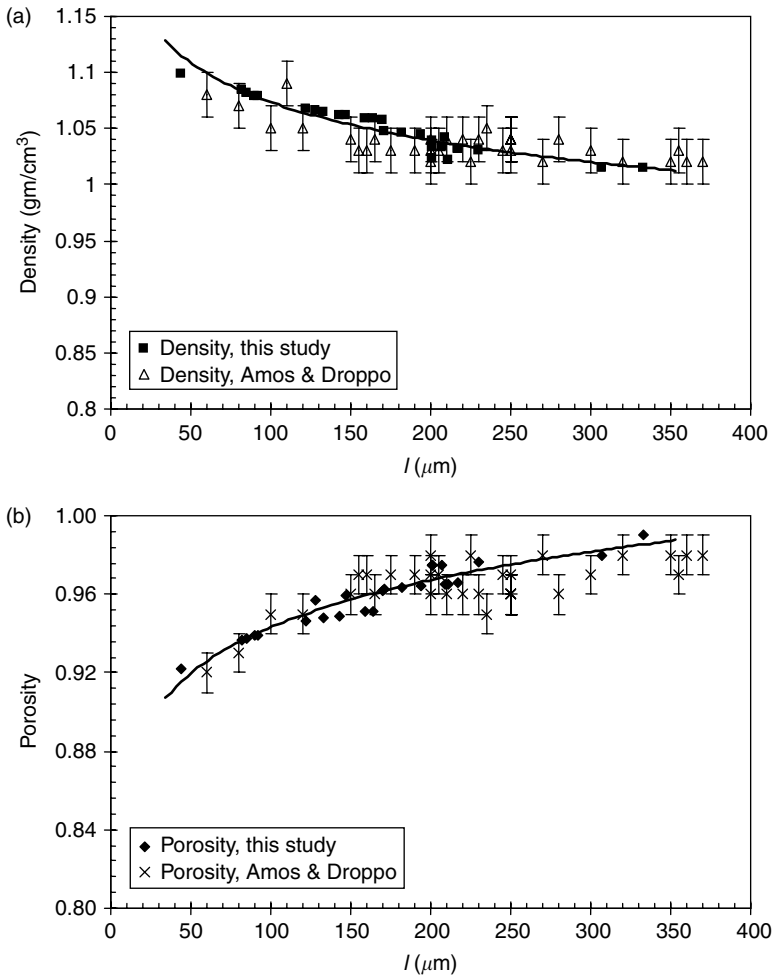 (a)
1.15
1.1
1.05
1
0.95
0.9
0.85
0.8
Density (gm/cm³)
Density, this study
Density, Amos & Droppo
0 50 100 150 200 250 300 350 400
l (μm)
(b)
1.00
0.96
0.92
0.88
0.84
0.80
Porosity
Porosity, this study
Porosity, Amos & Droppo
0 50 100 150 200 250 300 350 400
l (μm)